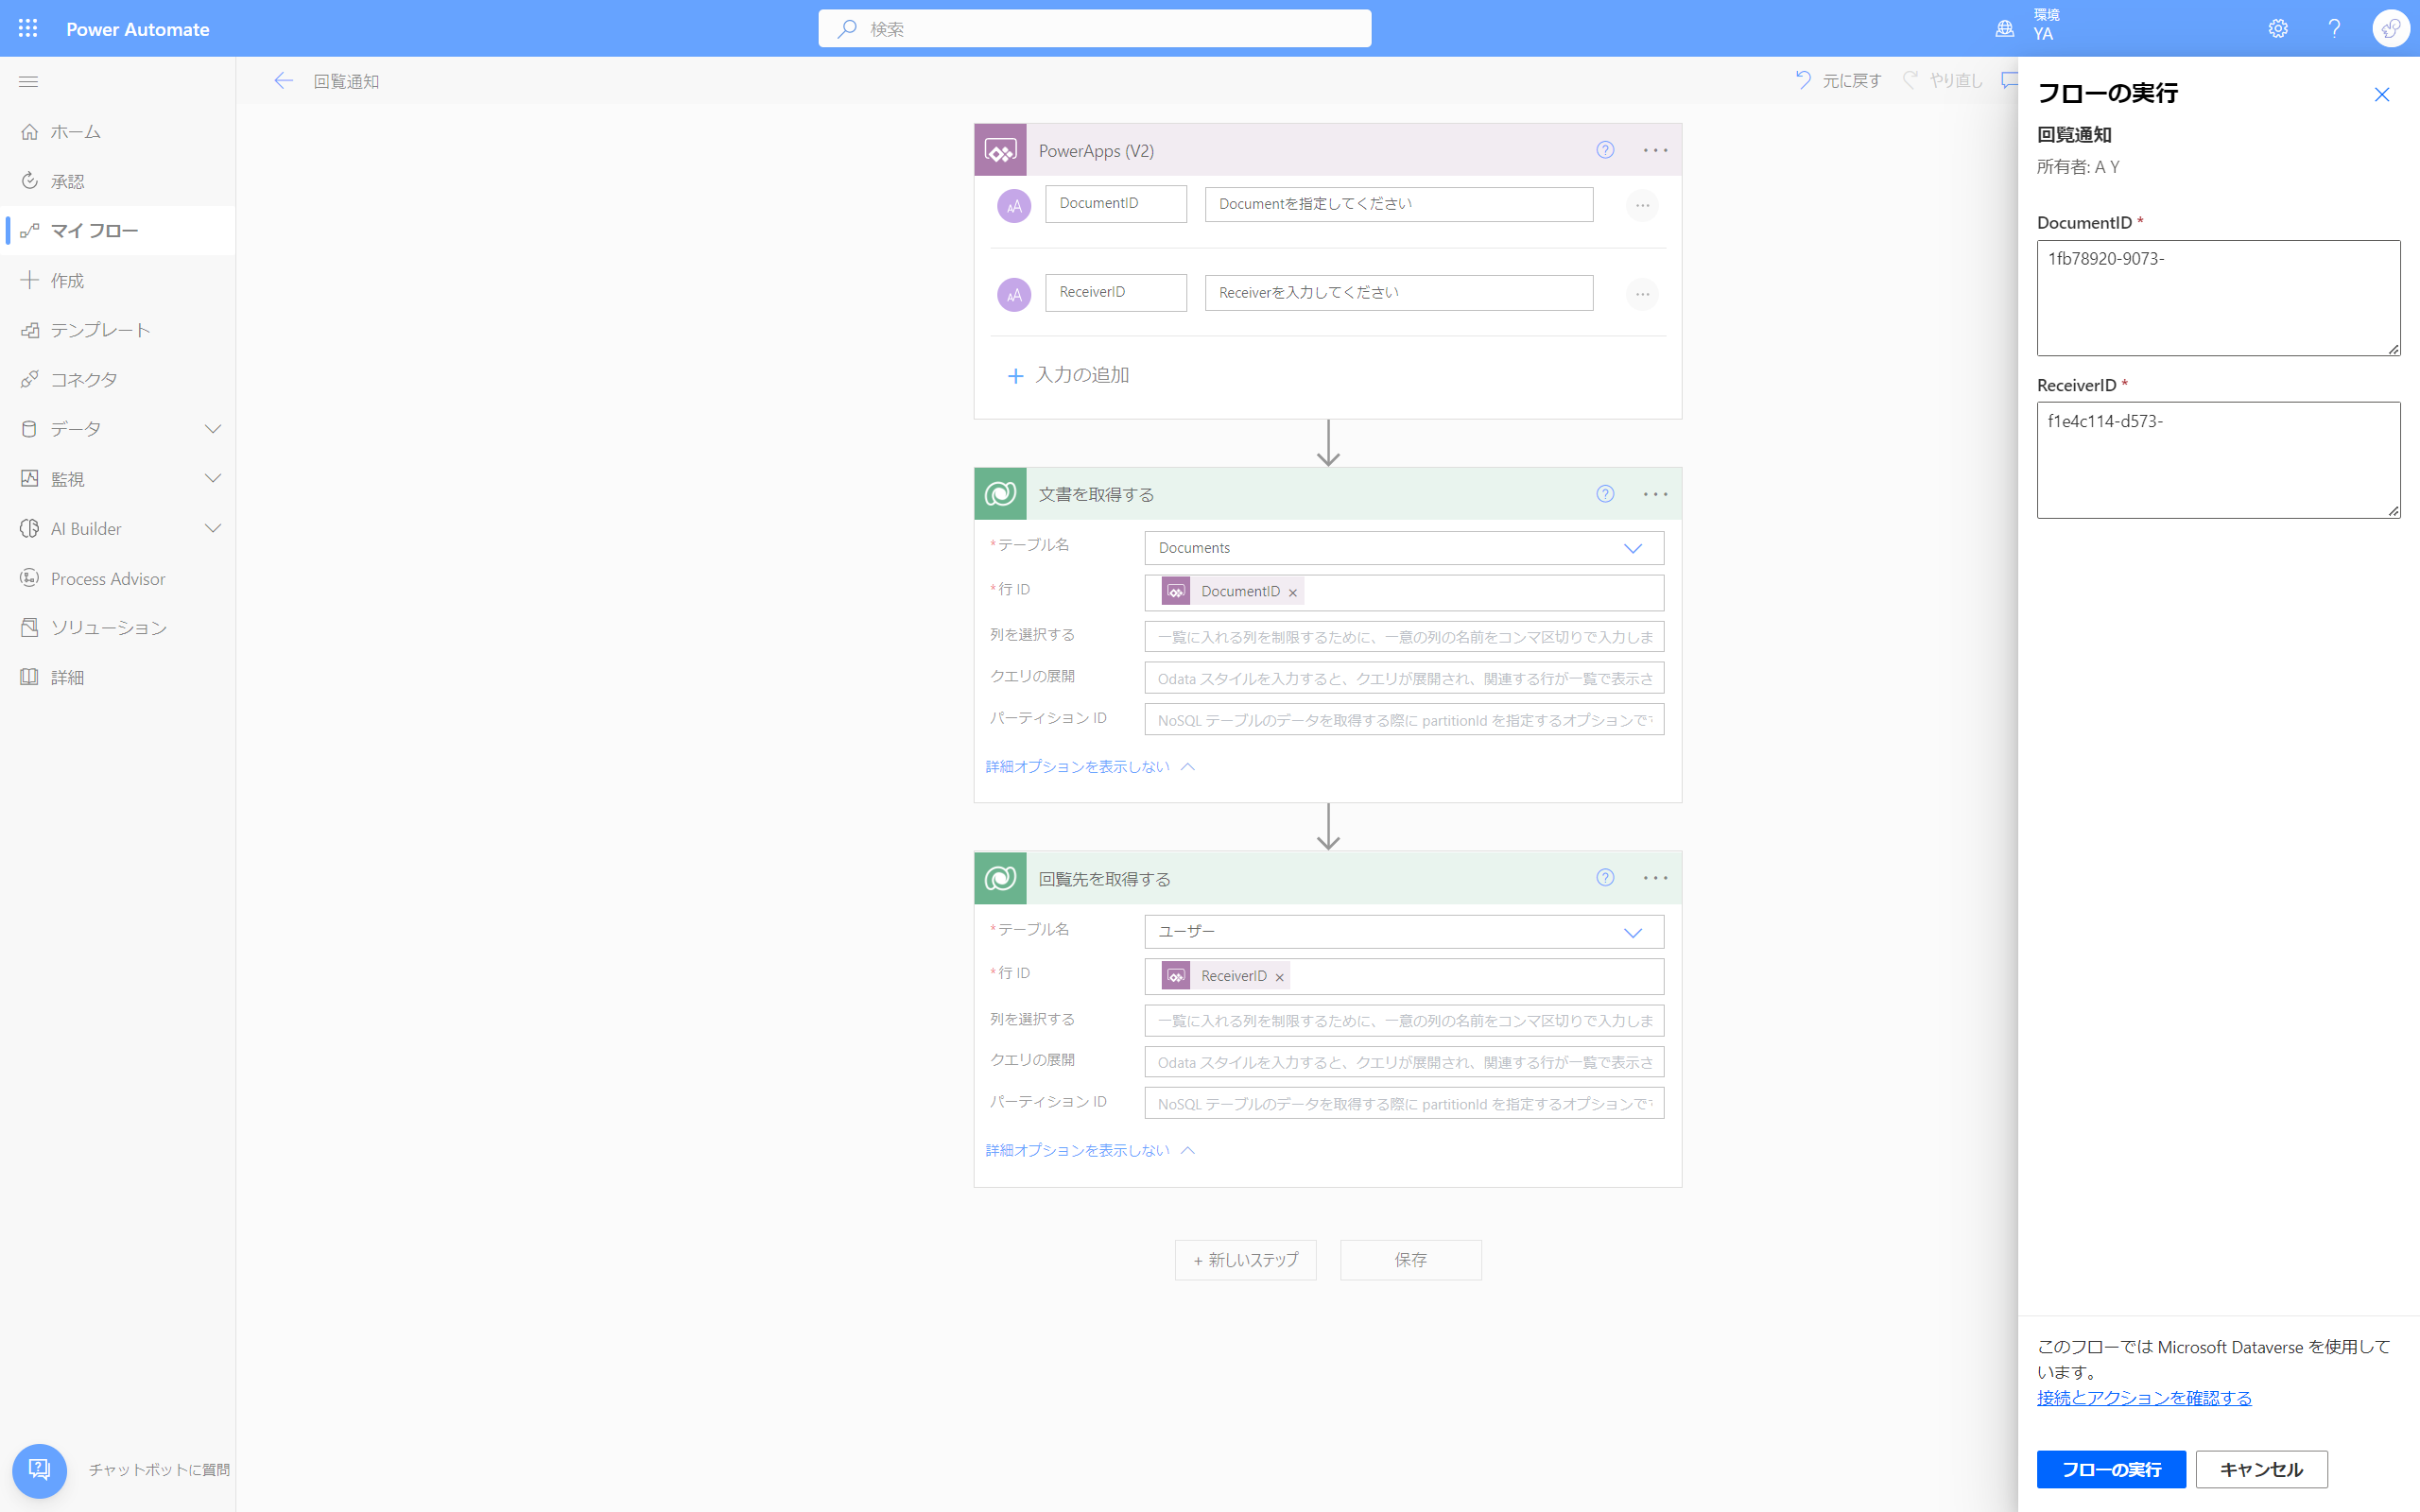 Power Automate
検索
環境
YA
ホーム
承認
マイ フロー
作成
テンプレート
コネクタ
データ
監視
AI Builder
Process Advisor
ソリューション
詳細
チャットボットに質問
回覧通知
元に戻す
やり直し
PowerApps (V2)
DocumentID
Documentを指定してください
ReceiverID
Receiverを入力してください
入力の追加
文書を取得する
*テーブル名
Documents
*行 ID
DocumentID
列を選択する
一覧に入れる列を制限するために、一意の列の名前をコンマ区切りで入力しま
クエリの展開
Odata スタイルを入力すると、クエリが展開され、関連する行が一覧で表示さ
パーティション ID
NoSQL テーブルのデータを取得する際に partitionId を指定するオプションで
詳細オプションを表示しない
回覧先を取得する
*テーブル名
ユーザー
*行 ID
ReceiverID
列を選択する
一覧に入れる列を制限するために、一意の列の名前をコンマ区切りで入力しま
クエリの展開
Odata スタイルを入力すると、クエリが展開され、関連する行が一覧で表示さ
パーティション ID
NoSQL テーブルのデータを取得する際に partitionId を指定するオプションで
詳細オプションを表示しない
+ 新しいステップ
保存
フローの実行
回覧通知
所有者: A Y
DocumentID *
1fb78920-9073-
ReceiverID *
f1e4c114-d573-
このフローでは Microsoft Dataverse を使用して
います。
接続とアクションを確認する
フローの実行
キャンセル